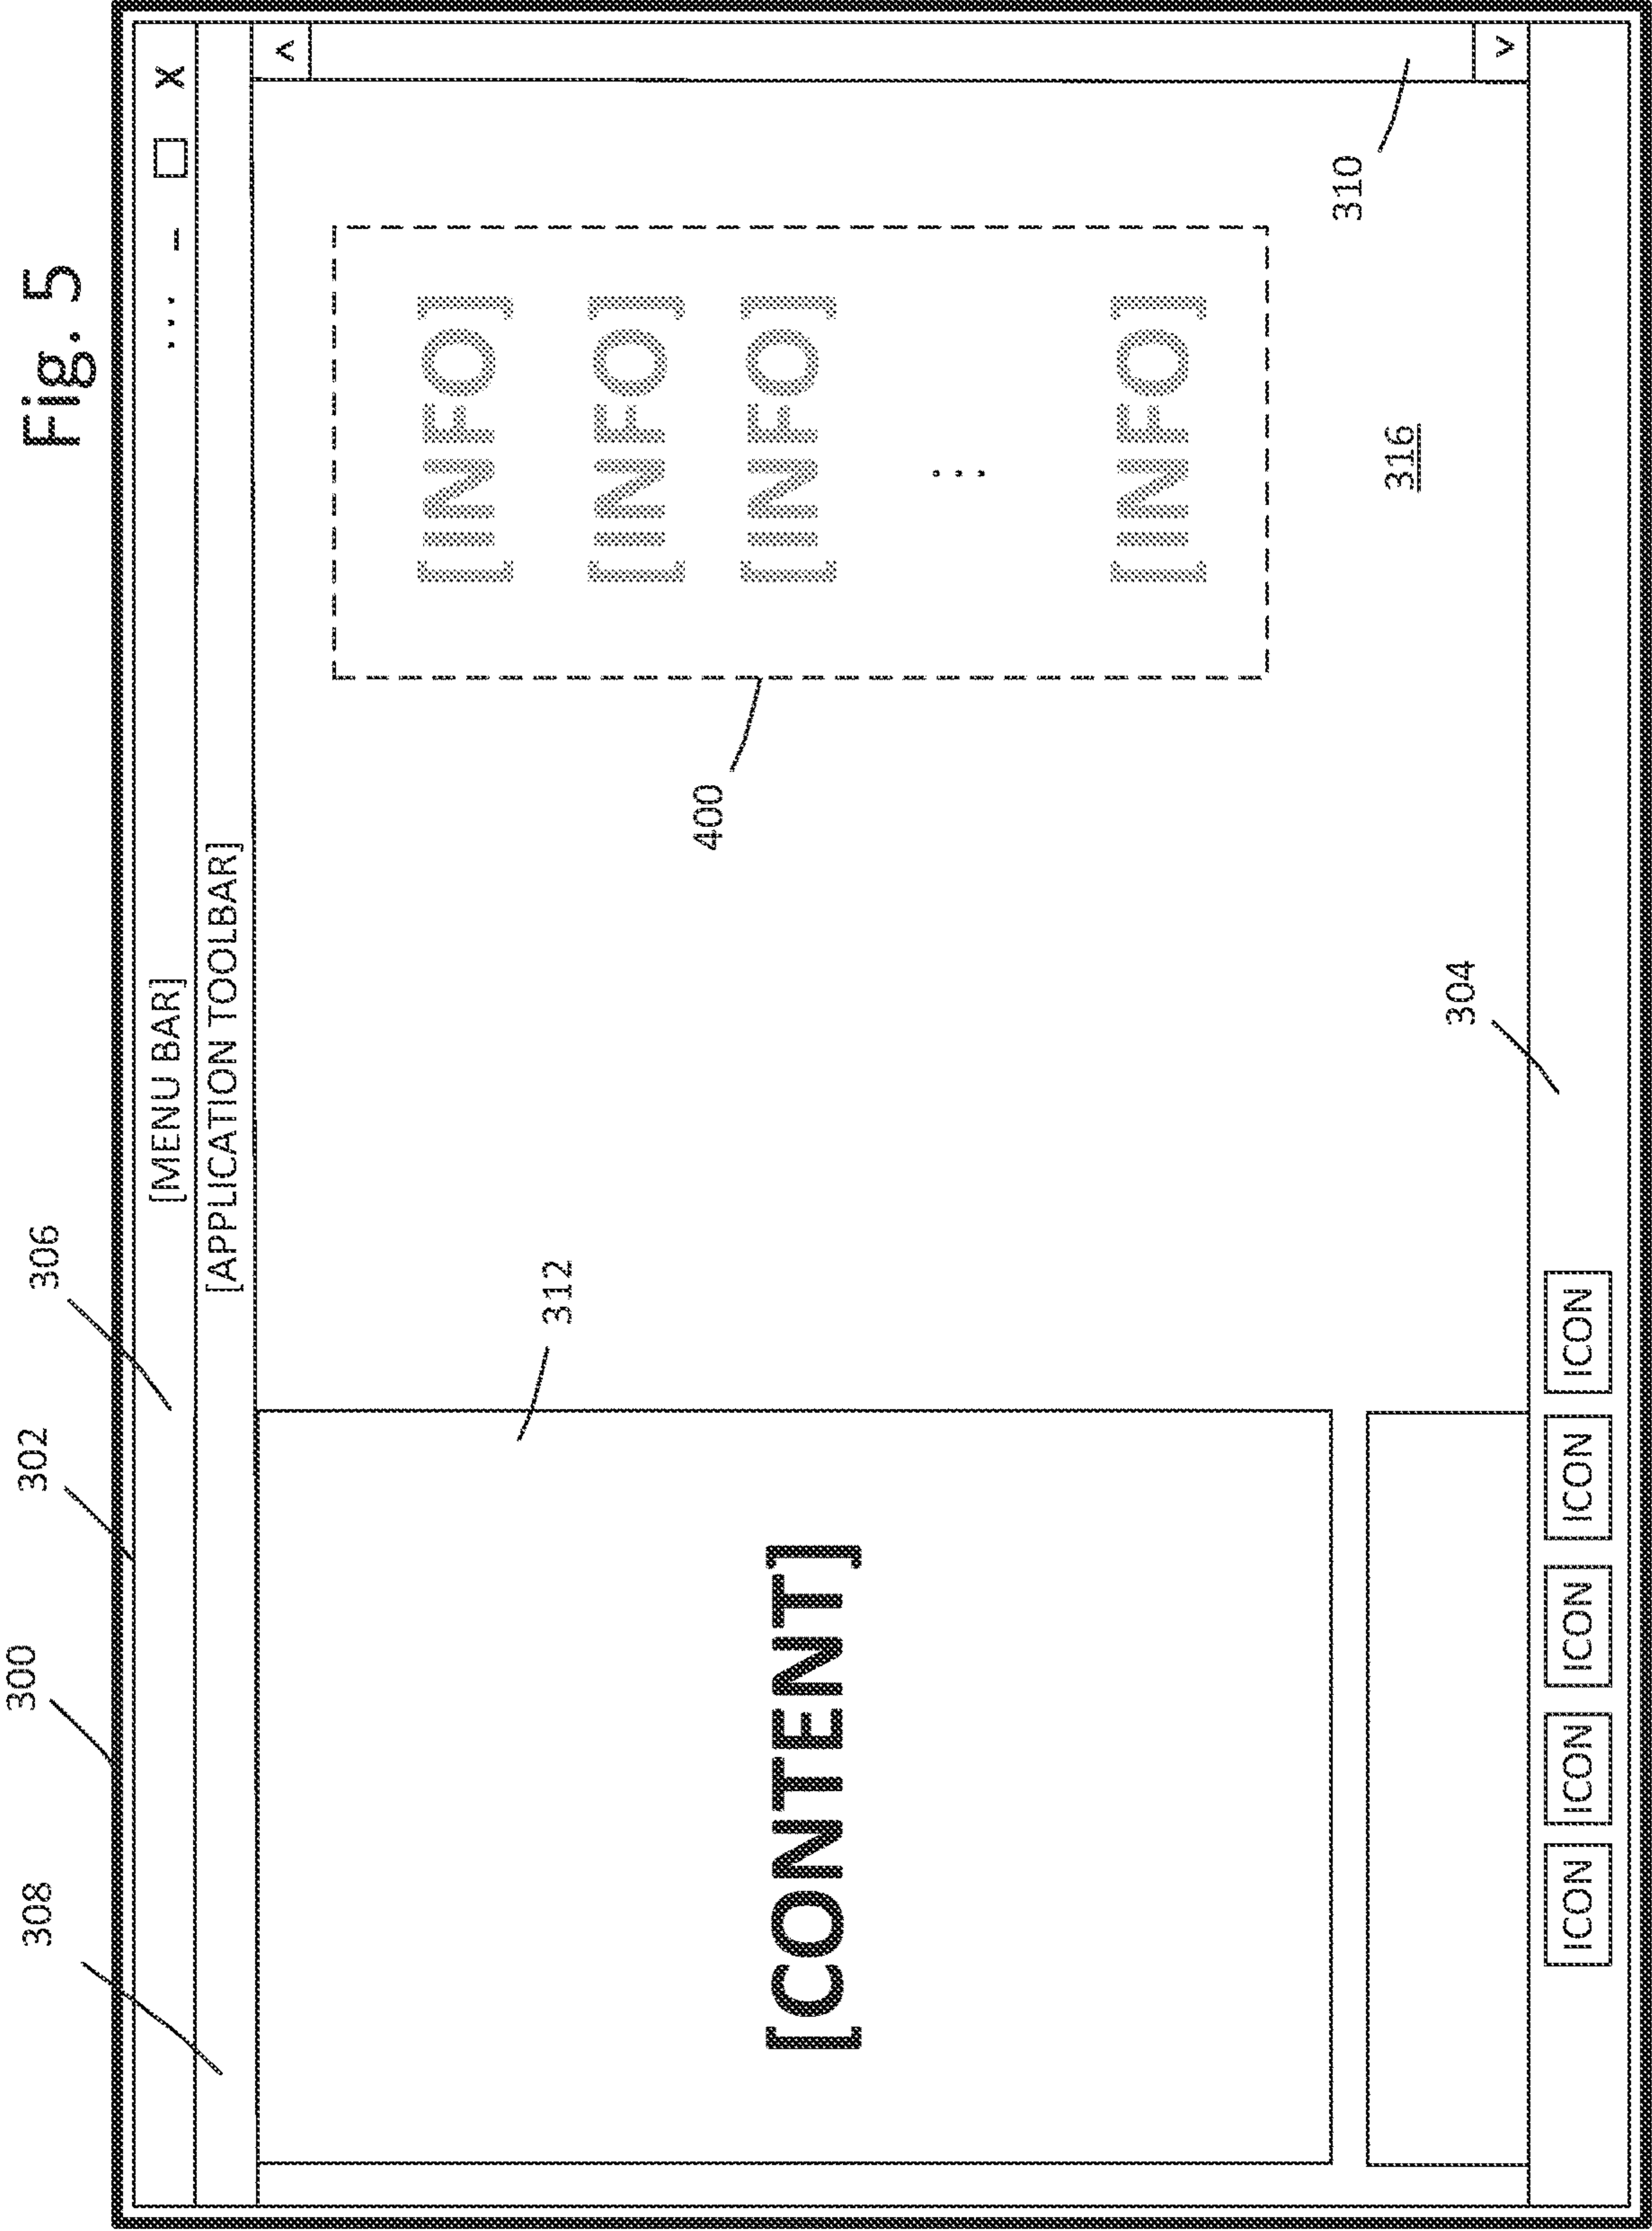 Fig. 5
308
300
302
306
[MENU BAR]
... – □ X
[APPLICATION TOOLBAR]
^
312
[CONTENT]
400
[INFO]
[INFO]
[INFO]
⋮
[INFO]
316
310
v
304
ICON ICON ICON ICON ICON